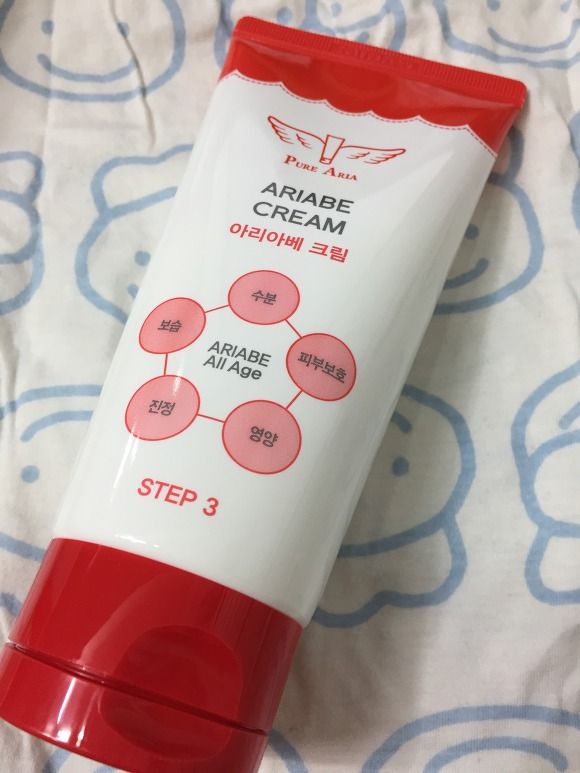 PURE ARIA
ARIABE
CREAM
아리아베 크림
수분
보습
피부보호
ARIABE
All Age
진정
영양
STEP 3